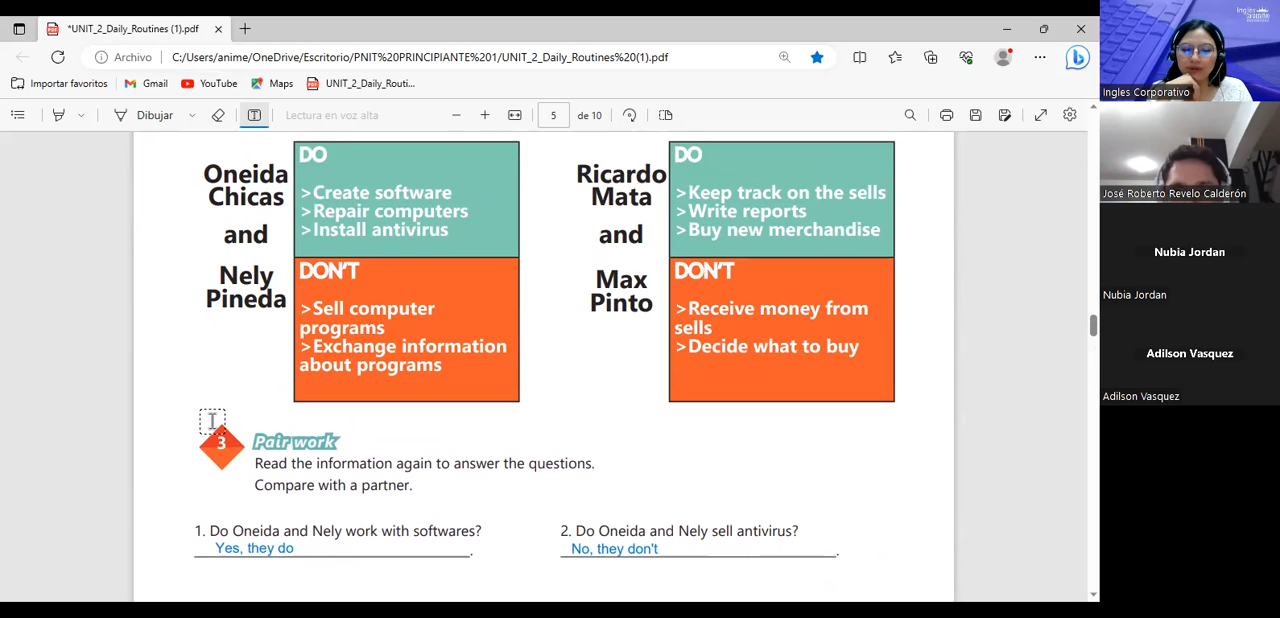 *UNIT_2_Daily_Routines (1).pdf
Archivo
C:/Users/anime/OneDrive/Escritorio/PNIT%20PRINCIPIANTE%201/UNIT_2_Daily_Routines%20(1).pdf
Importar favoritos
Gmail
YouTube
Maps
UNIT_2_Daily_Routi...
Dibujar
Lectura en voz alta
5
de 10
Oneida
Chicas
and
Nely
Pineda
DO
>Create software
>Repair computers
>Install antivirus
DON'T
>Sell computer
programs
>Exchange information
about programs
Ricardo
Mata
and
Max
Pinto
DO
>Keep track on the sells
>Write reports
>Buy new merchandise
DON'T
>Receive money from
sells
>Decide what to buy
3
Pair work
Read the information again to answer the questions.
Compare with a partner.
1. Do Oneida and Nely work with softwares?
Yes, they do
2. Do Oneida and Nely sell antivirus?
No, they don't
Ingles Corporativo
José Roberto Revelo Calderón
Nubia Jordan
Nubia Jordan
Adilson Vasquez
Adilson Vasquez